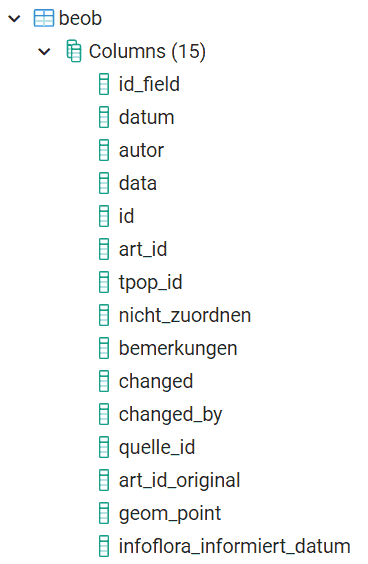 beob
Columns (15)
id_field
datum
autor
data
id
art_id
tpop_id
nicht_zuordnen
bemerkungen
changed
changed_by
quelle_id
art_id_original
geom_point
infoflora_informiert_datum